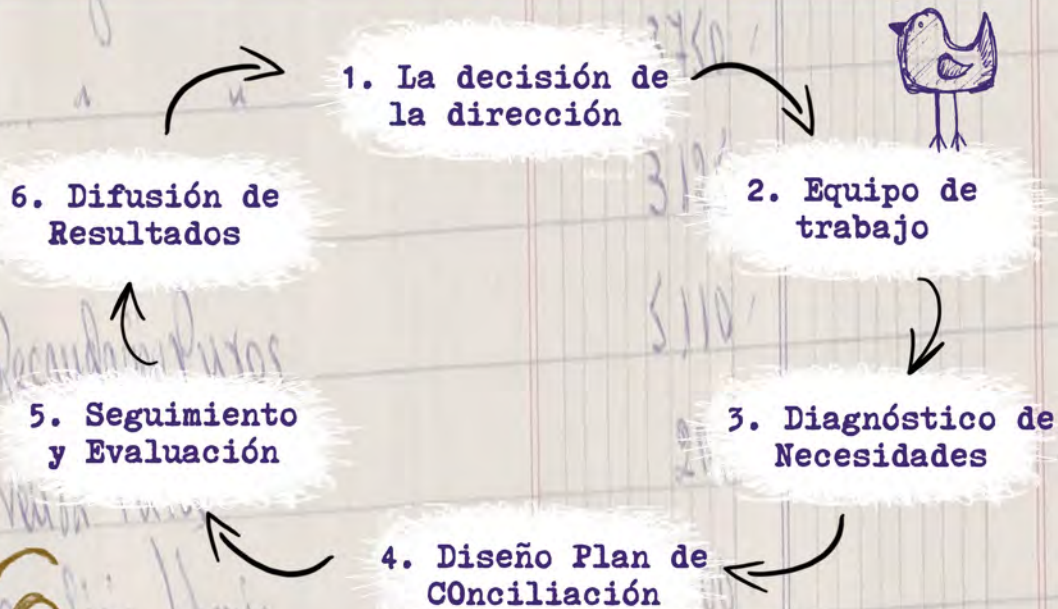 1. La decisión de
la dirección
2. Equipo de
trabajo
3. Diagnóstico de
Necesidades
4. Diseño Plan de
COnciliación
5. Seguimiento
y Evaluación
6. Difusión de
Resultados